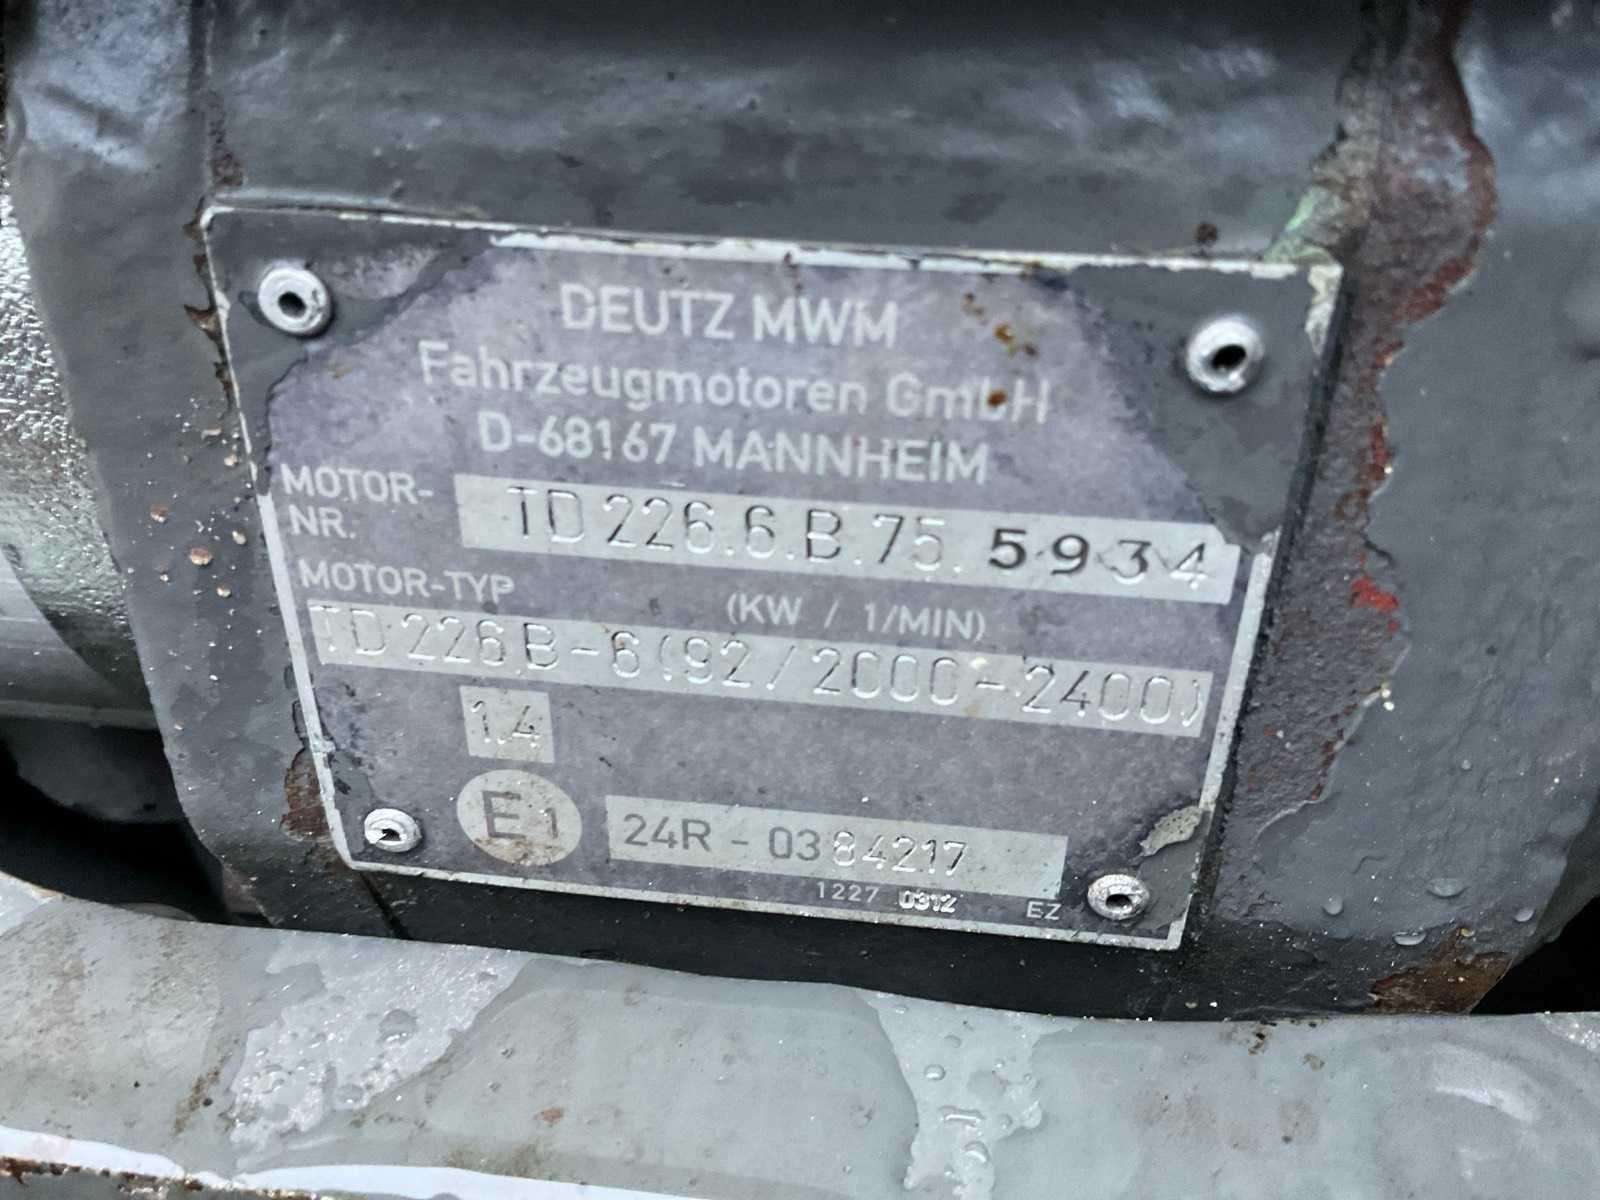 DEUTZ MWM
Fahrzeugmotoren GmbH
D-68167 MANNHEIM
MOTOR-NR. TD 226.6.B.75. 5934
MOTOR-TYP (KW / 1/MIN)
TD 226 B-6 (92 / 2000-2400)
1.4
E1 24R - 0384217
1227 0312 EZ